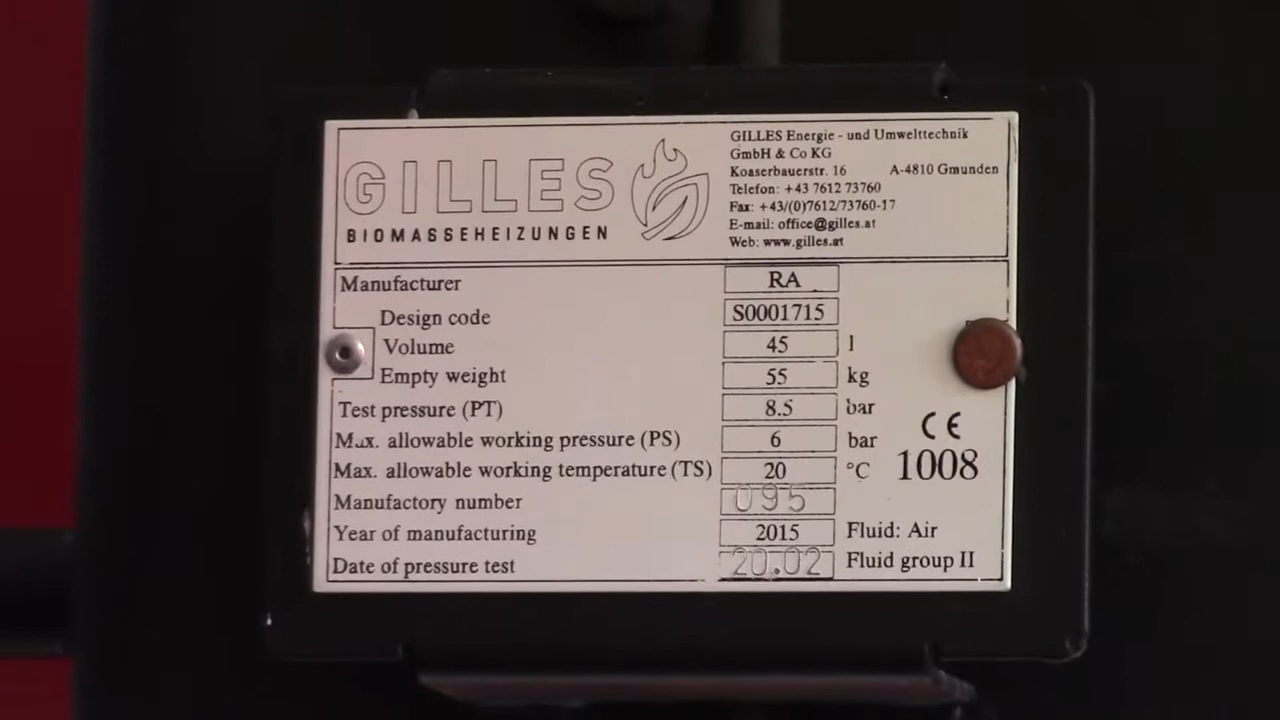 GILLES
BIOMASSEHEIZUNGEN
GILLES Energie - und Umwelttechnik
GmbH & Co KG
Koaserbauerstr. 16 A-4810 Gmunden
Telefon: +43 7612 73760
Fax: +43/(0)7612/73760-17
E-mail: office@gilles.at
Web: www.gilles.at
Manufacturer RA
Design code S0001715
Volume 45 l
Empty weight 55 kg
Test pressure (PT) 8.5 bar
Max. allowable working pressure (PS) 6 bar
Max. allowable working temperature (TS) 20 °C
Manufactory number 095
Year of manufacturing 2015 Fluid: Air
Date of pressure test 20.02 Fluid group II
CE
1008